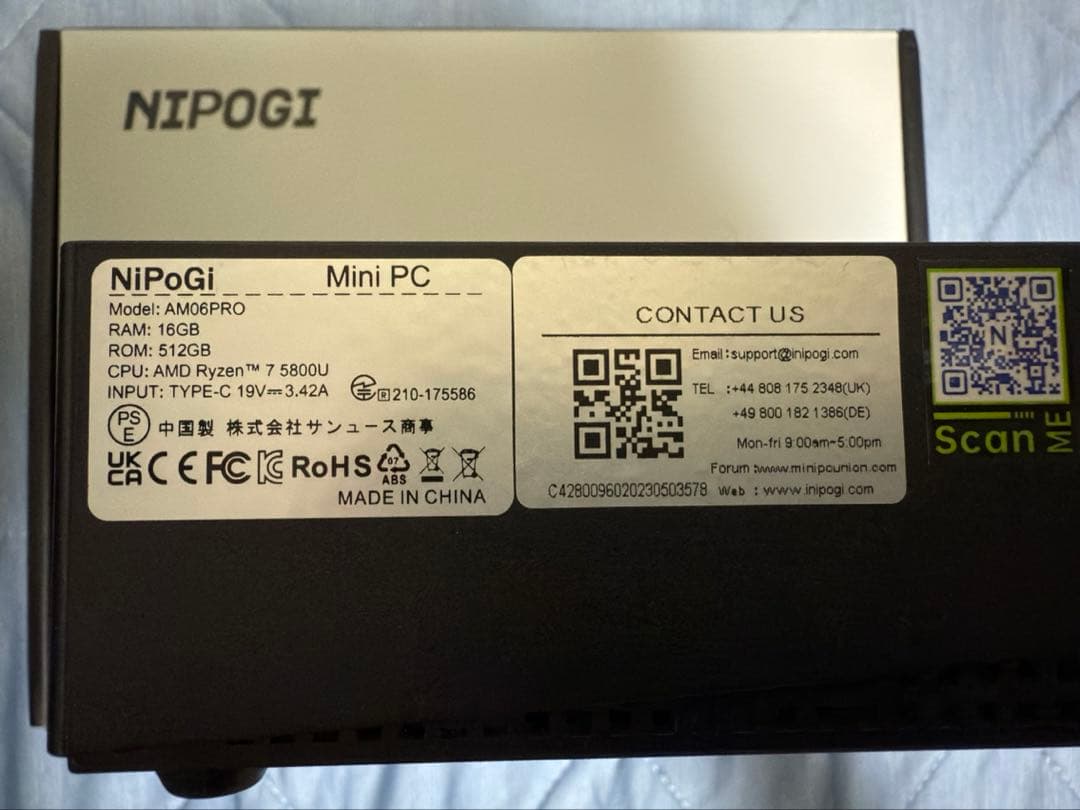 NIPOGI
NiPoGi Mini PC
Model: AM06PRO
RAM: 16GB
ROM: 512GB
CPU: AMD Ryzen™ 7 5800U
INPUT: TYPE-C 19V⎓3.42A R 210-175586
PSE 中国製 株式会社サンユース商事
UKCA CE FC RoHS 07 ABS
MADE IN CHINA
CONTACT US
Email:support@inipogi.com
TEL :+44 808 175 2348(UK)
+49 800 182 1386(DE)
Mon-fri 9:00am-5:00pm
Forum:www.minipcunion.com
C4280096020230503578 Web : www.inipogi.com
N
Scan ME